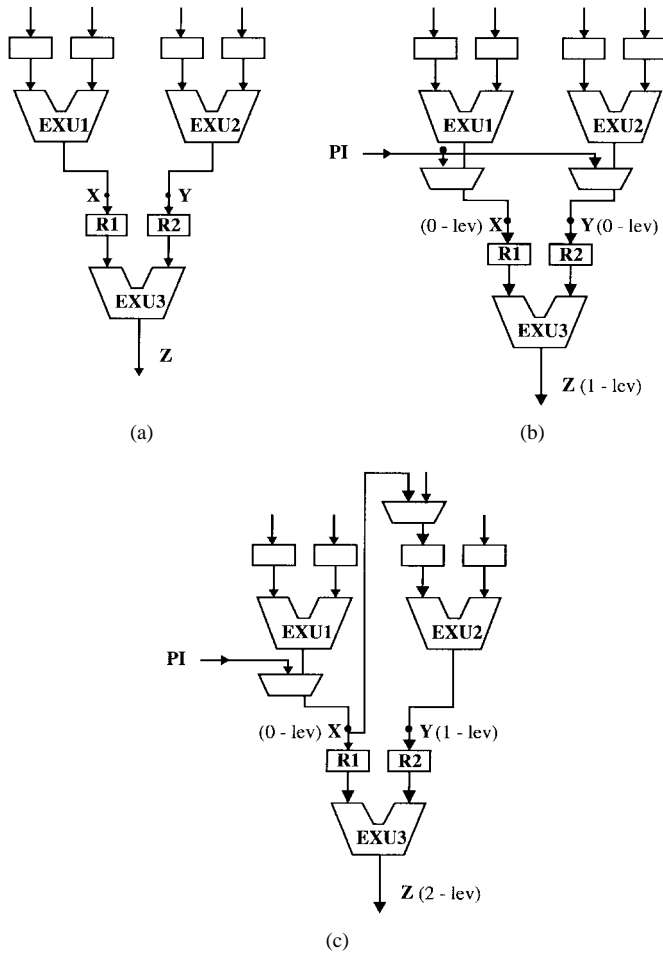 EXU1
EXU2
X
Y
R1
R2
EXU3
Z
(a)
EXU1
EXU2
PI
(0 - lev) X
Y (0 - lev)
R1
R2
EXU3
Z (1 - lev)
(b)
EXU1
EXU2
PI
(0 - lev) X
Y (1 - lev)
R1
R2
EXU3
Z (2 - lev)
(c)